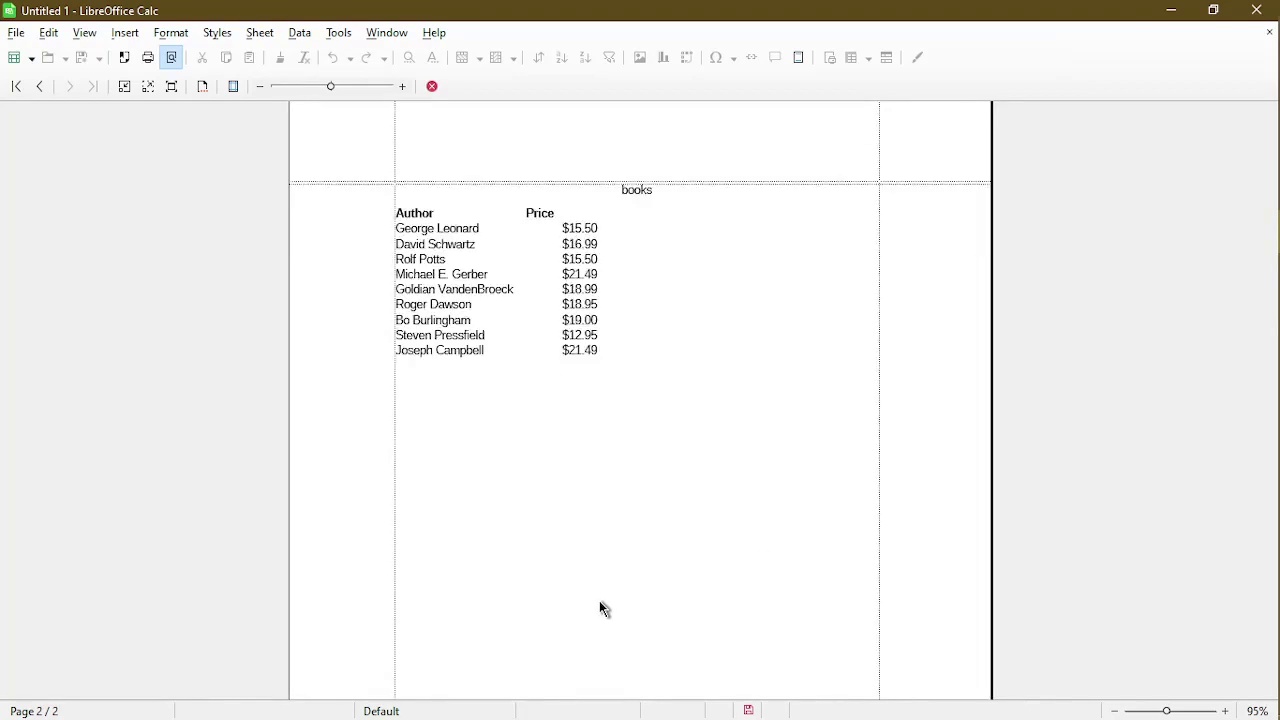 Untitled 1 - LibreOffice Calc
File Edit View Insert Format Styles Sheet Data Tools Window Help
books
Author Price
George Leonard $15.50
David Schwartz $16.99
Rolf Potts $15.50
Michael E. Gerber $21.49
Goldian VandenBroeck $18.99
Roger Dawson $18.95
Bo Burlingham $19.00
Steven Pressfield $12.95
Joseph Campbell $21.49
Page 2 / 2 Default 95%